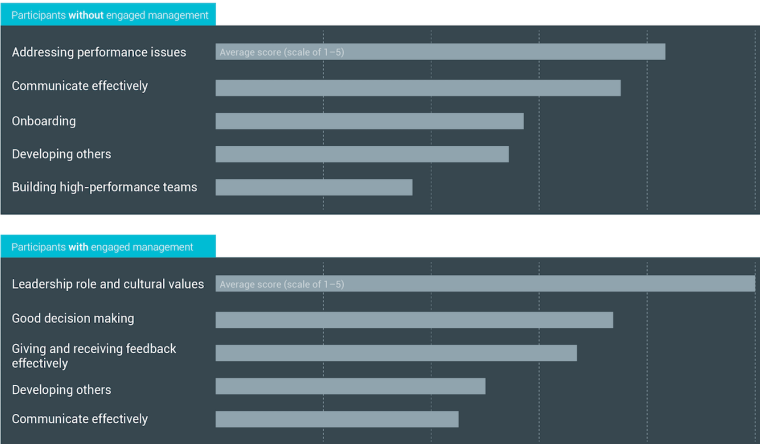 Participants without engaged management
Addressing performance issues
Average score (scale of 1–5)
Communicate effectively
Onboarding
Developing others
Building high-performance teams
Participants with engaged management
Leadership role and cultural values
Average score (scale of 1–5)
Good decision making
Giving and receiving feedback
effectively
Developing others
Communicate effectively